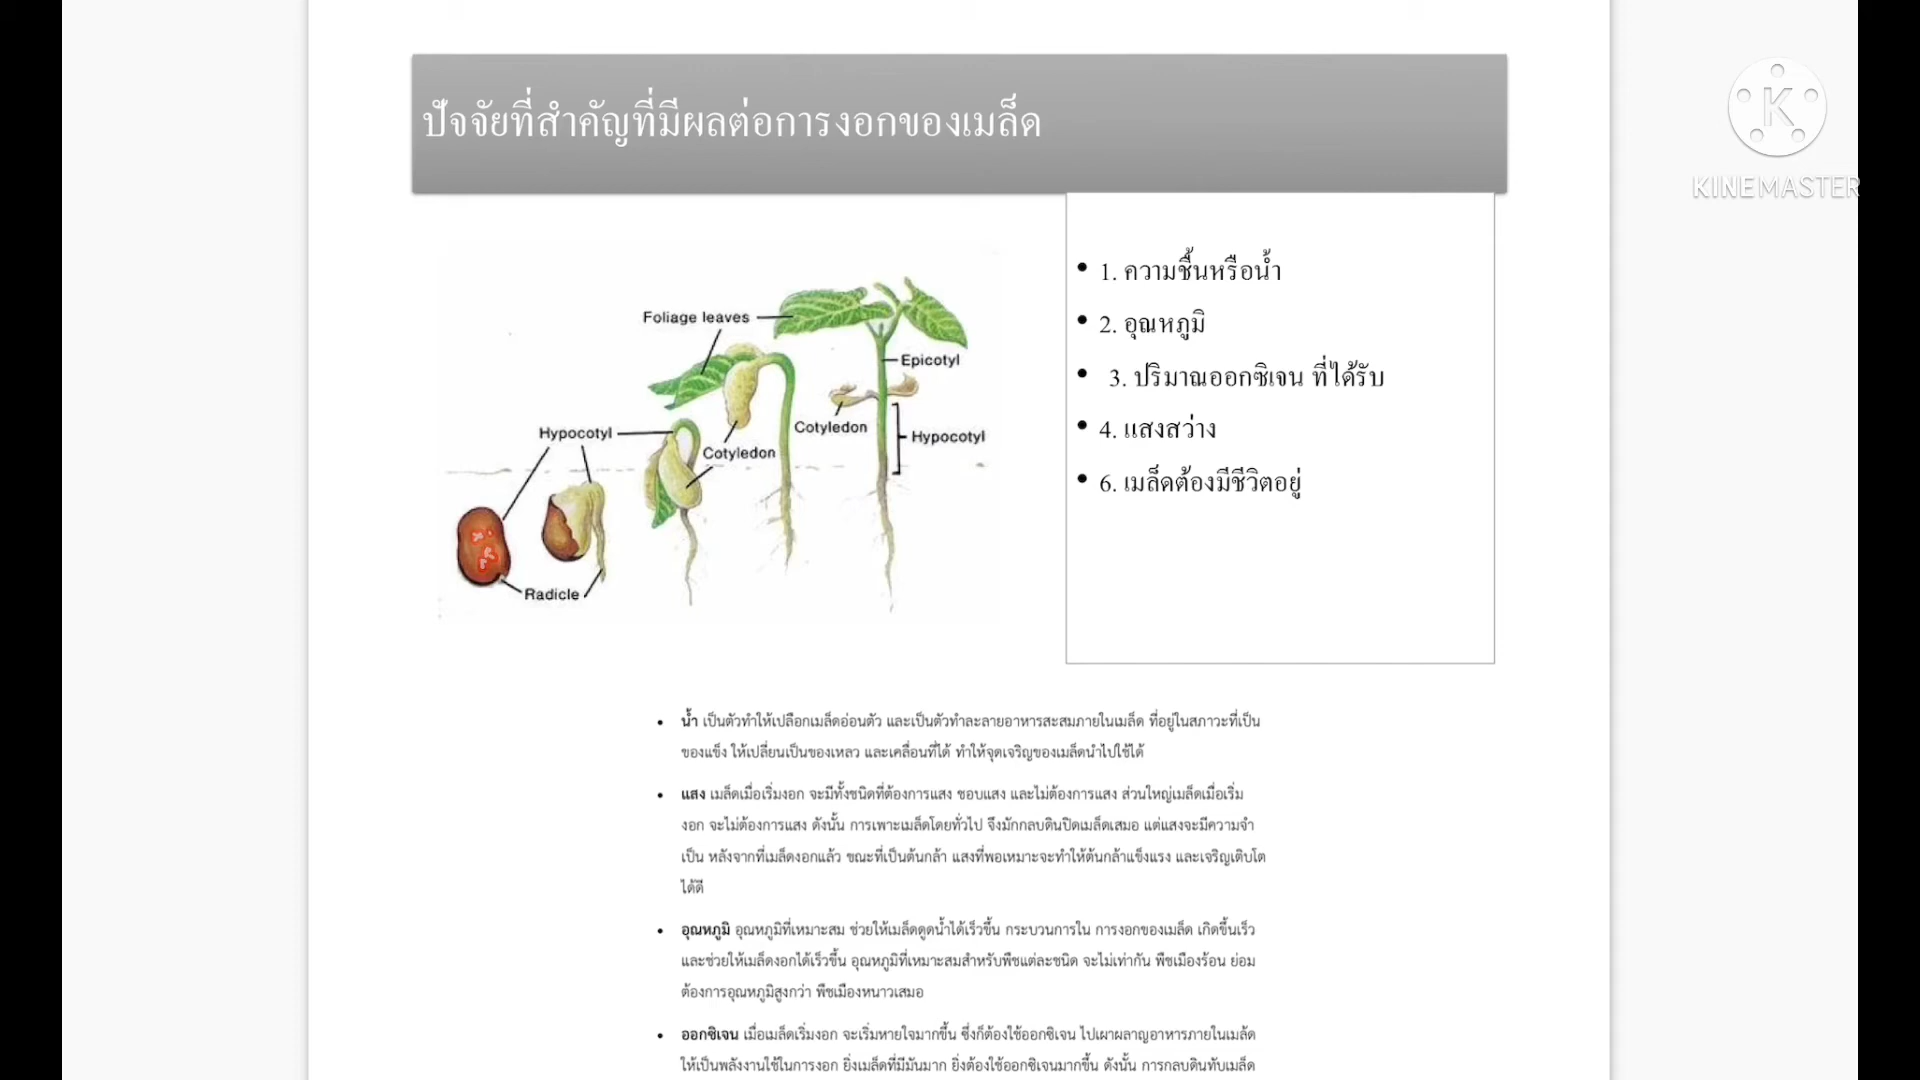 ปัจจัยที่สำคัญที่มีผลต่อการงอกของเมล็ด
KINEMASTER
• 1. ความชื้นหรือน้ำ
• 2. อุณหภูมิ
• 3. ปริมาณออกซิเจน ที่ได้รับ
• 4. แสงสว่าง
• 6. เมล็ดต้องมีชีวิตอยู่
Foliage leaves
Epicotyl
Cotyledon
Hypocotyl
Hypocotyl
Cotyledon
Radicle
• น้ำ เป็นตัวทำให้เปลือกเมล็ดอ่อนตัว และเป็นตัวทำละลายอาหารสะสมภายในเมล็ด ที่อยู่ในสภาวะที่เป็น
ของแข็ง ให้เปลี่ยนเป็นของเหลว และเคลื่อนที่ได้ ทำให้จุดเจริญของเมล็ดนำไปใช้ได้
• แสง เมล็ดเมื่อเริ่มงอก จะมีทั้งชนิดที่ต้องการแสง ชอบแสง และไม่ต้องการแสง ส่วนใหญ่เมล็ดเมื่อเริ่ม
งอก จะไม่ต้องการแสง ดังนั้น การเพาะเมล็ดโดยทั่วไป จึงมักกลบดินปิดเมล็ดเสมอ แต่แสงจะมีความจำ
เป็น หลังจากที่เมล็ดงอกแล้ว ขณะที่เป็นต้นกล้า แสงที่พอเหมาะจะทำให้ต้นกล้าแข็งแรง และเจริญเติบโต
ได้ดี
• อุณหภูมิ อุณหภูมิที่เหมาะสม ช่วยให้เมล็ดดูดน้ำได้เร็วขึ้น กระบวนการใน การงอกของเมล็ด เกิดขึ้นเร็ว
และช่วยให้เมล็ดงอกได้เร็วขึ้น อุณหภูมิที่เหมาะสมสำหรับพืชแต่ละชนิด จะไม่เท่ากัน พืชเมืองร้อน ย่อม
ต้องการอุณหภูมิสูงกว่า พืชเมืองหนาวเสมอ
• ออกซิเจน เมื่อเมล็ดเริ่มงอก จะเริ่มหายใจมากขึ้น ซึ่งก็ต้องใช้ออกซิเจน ไปเผาผลาญอาหารภายในเมล็ด
ให้เป็นพลังงานใช้ในการงอก ยิ่งเมล็ดที่มีมันมาก ยิ่งต้องใช้ออกซิเจนมากขึ้น ดังนั้น การกลบดินทับเมล็ด